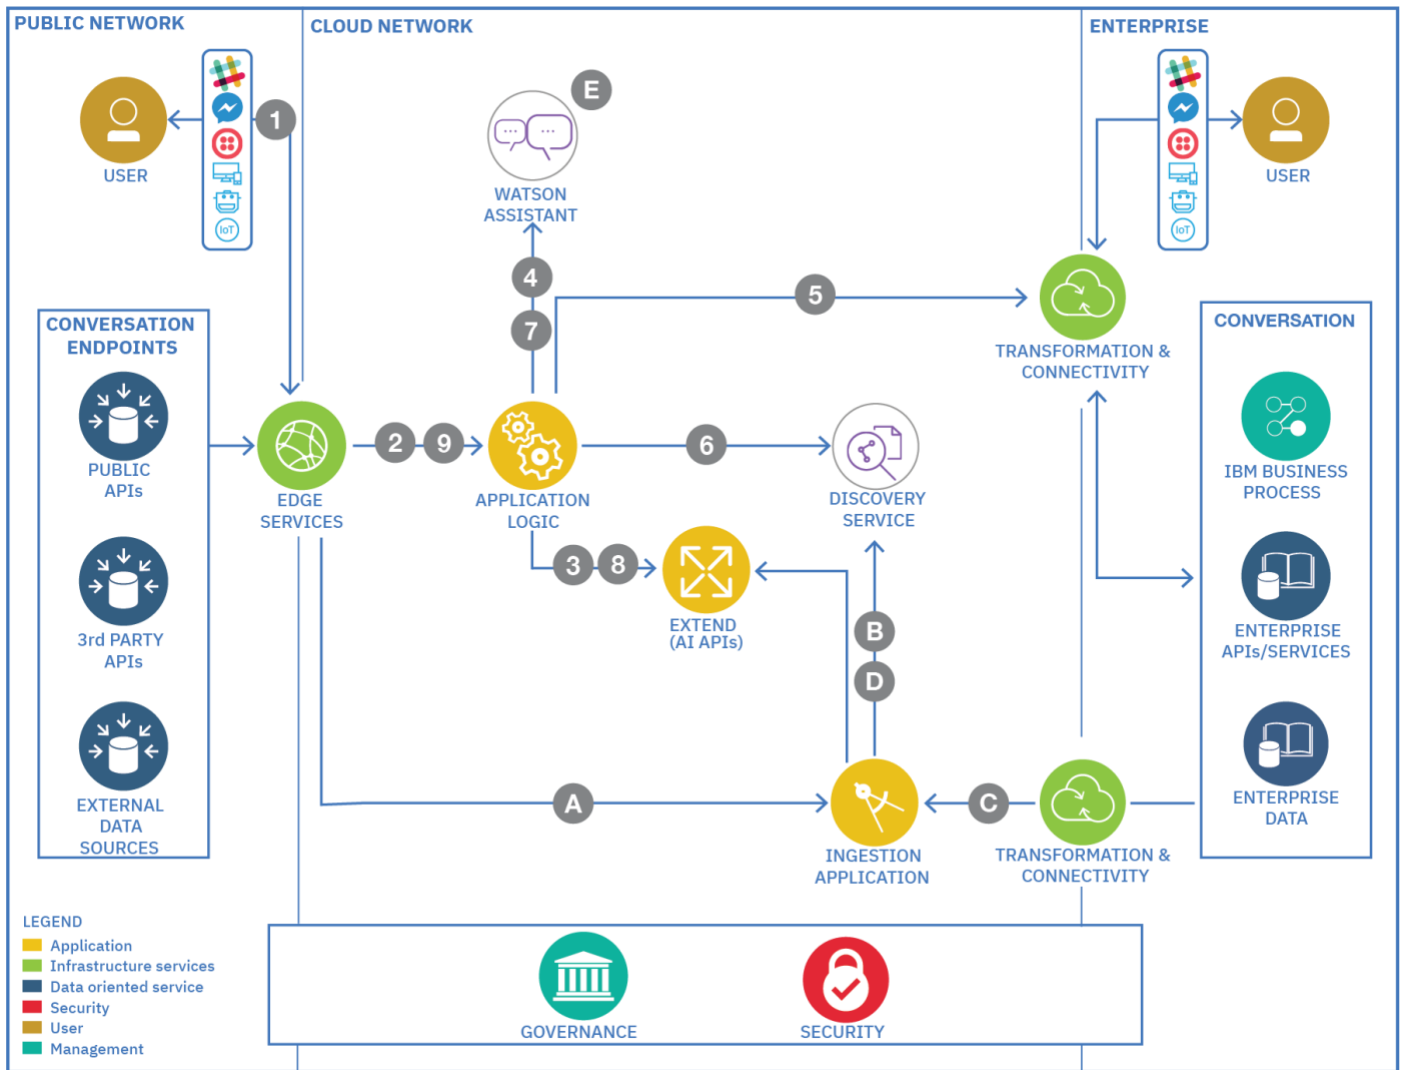 PUBLIC NETWORK
CLOUD NETWORK
ENTERPRISE
USER
1
IoT
E
WATSON
ASSISTANT
4
7
5
IoT
USER
TRANSFORMATION &
CONNECTIVITY
CONVERSATION
ENDPOINTS
PUBLIC
APIs
3rd PARTY
APIs
EXTERNAL
DATA
SOURCES
EDGE
SERVICES
2
9
APPLICATION
LOGIC
6
DISCOVERY
SERVICE
3
8
EXTEND
(AI APIs)
B
D
A
INGESTION
APPLICATION
C
TRANSFORMATION &
CONNECTIVITY
CONVERSATION
IBM BUSINESS
PROCESS
ENTERPRISE
APIs/SERVICES
ENTERPRISE
DATA
LEGEND
Application
Infrastructure services
Data oriented service
Security
User
Management
GOVERNANCE
SECURITY